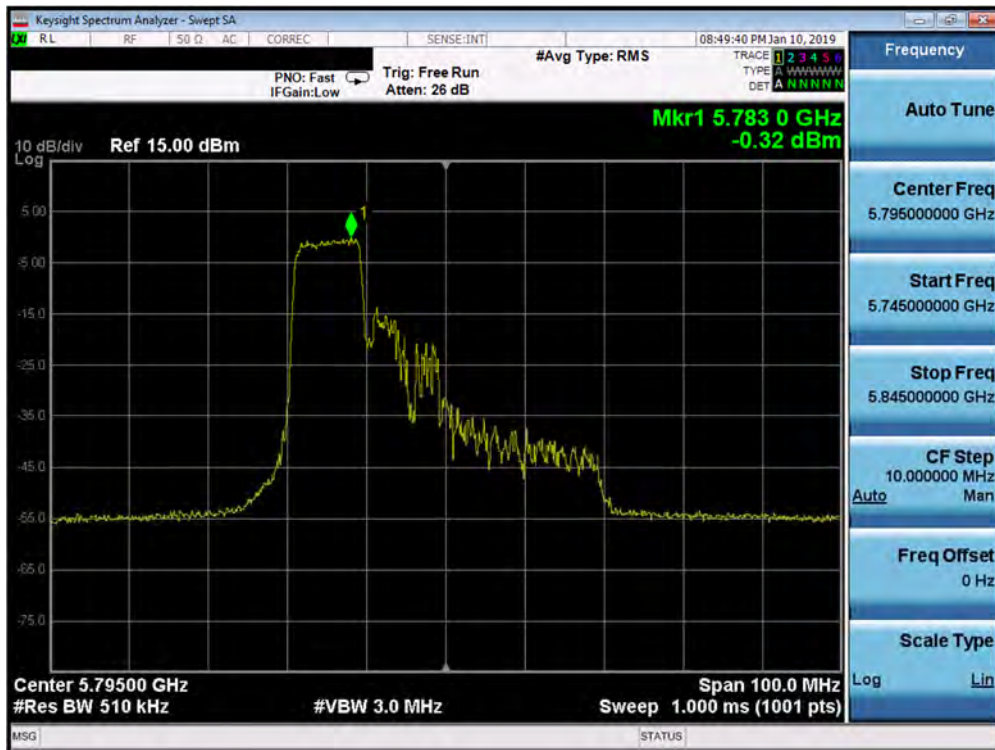 Keysight Spectrum Analyzer - Swept SA
LXI RL RF 50 Ω AC CORREC SENSE:INT 08:49:40 PM Jan 10, 2019
#Avg Type: RMS TRACE 1 2 3 4 5 6
PNO: Fast Trig: Free Run TYPE A WWWWW
IFGain:Low Atten: 26 dB DET A N N N N N
Mkr1 5.783 0 GHz
-0.32 dBm
10 dB/div Ref 15.00 dBm
Log
1
5.00
-5.00
-15.0
-25.0
-35.0
-45.0
-55.0
-65.0
-75.0
Center 5.79500 GHz Span 100.0 MHz
#Res BW 510 kHz #VBW 3.0 MHz Sweep 1.000 ms (1001 pts)
MSG STATUS
Frequency
Auto Tune
Center Freq
5.795000000 GHz
Start Freq
5.745000000 GHz
Stop Freq
5.845000000 GHz
CF Step
10.000000 MHz
Auto Man
Freq Offset
0 Hz
Scale Type
Log Lin